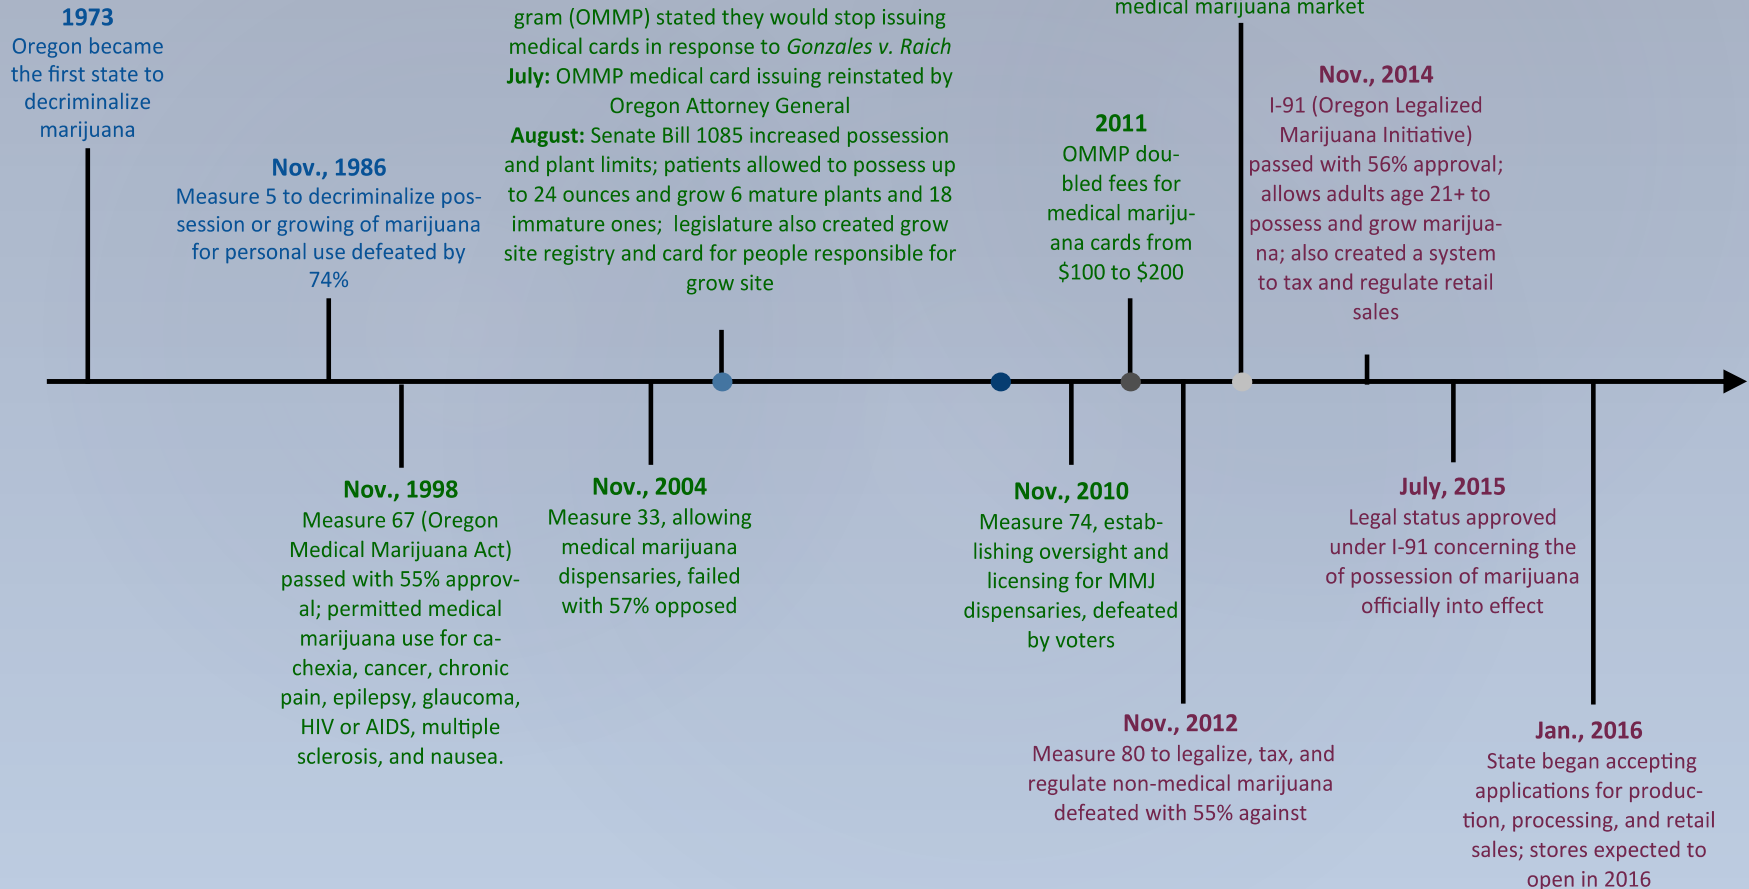 1973
Oregon became
the first state to
decriminalize
marijuana
Nov., 1986
Measure 5 to decriminalize pos-
session or growing of marijuana
for personal use defeated by
74%
gram (OMMP) stated they would stop issuing
medical cards in response to Gonzales v. Raich
July: OMMP medical card issuing reinstated by
Oregon Attorney General
August: Senate Bill 1085 increased possession
and plant limits; patients allowed to possess up
to 24 ounces and grow 6 mature plants and 18
immature ones;  legislature also created grow
site registry and card for people responsible for
grow site
2011
OMMP dou-
bled fees for
medical mariju-
ana cards from
$100 to $200
medical marijuana market
Nov., 2014
I-91 (Oregon Legalized
Marijuana Initiative)
passed with 56% approval;
allows adults age 21+ to
possess and grow marijua-
na; also created a system
to tax and regulate retail
sales
Nov., 1998
Measure 67 (Oregon
Medical Marijuana Act)
passed with 55% approv-
al; permitted medical
marijuana use for ca-
chexia, cancer, chronic
pain, epilepsy, glaucoma,
HIV or AIDS, multiple
sclerosis, and nausea.
Nov., 2004
Measure 33, allowing
medical marijuana
dispensaries, failed
with 57% opposed
Nov., 2010
Measure 74, estab-
lishing oversight and
licensing for MMJ
dispensaries, defeated
by voters
Nov., 2012
Measure 80 to legalize, tax, and
regulate non-medical marijuana
defeated with 55% against
July, 2015
Legal status approved
under I-91 concerning the
of possession of marijuana
officially into effect
Jan., 2016
State began accepting
applications for produc-
tion, processing, and retail
sales; stores expected to
open in 2016